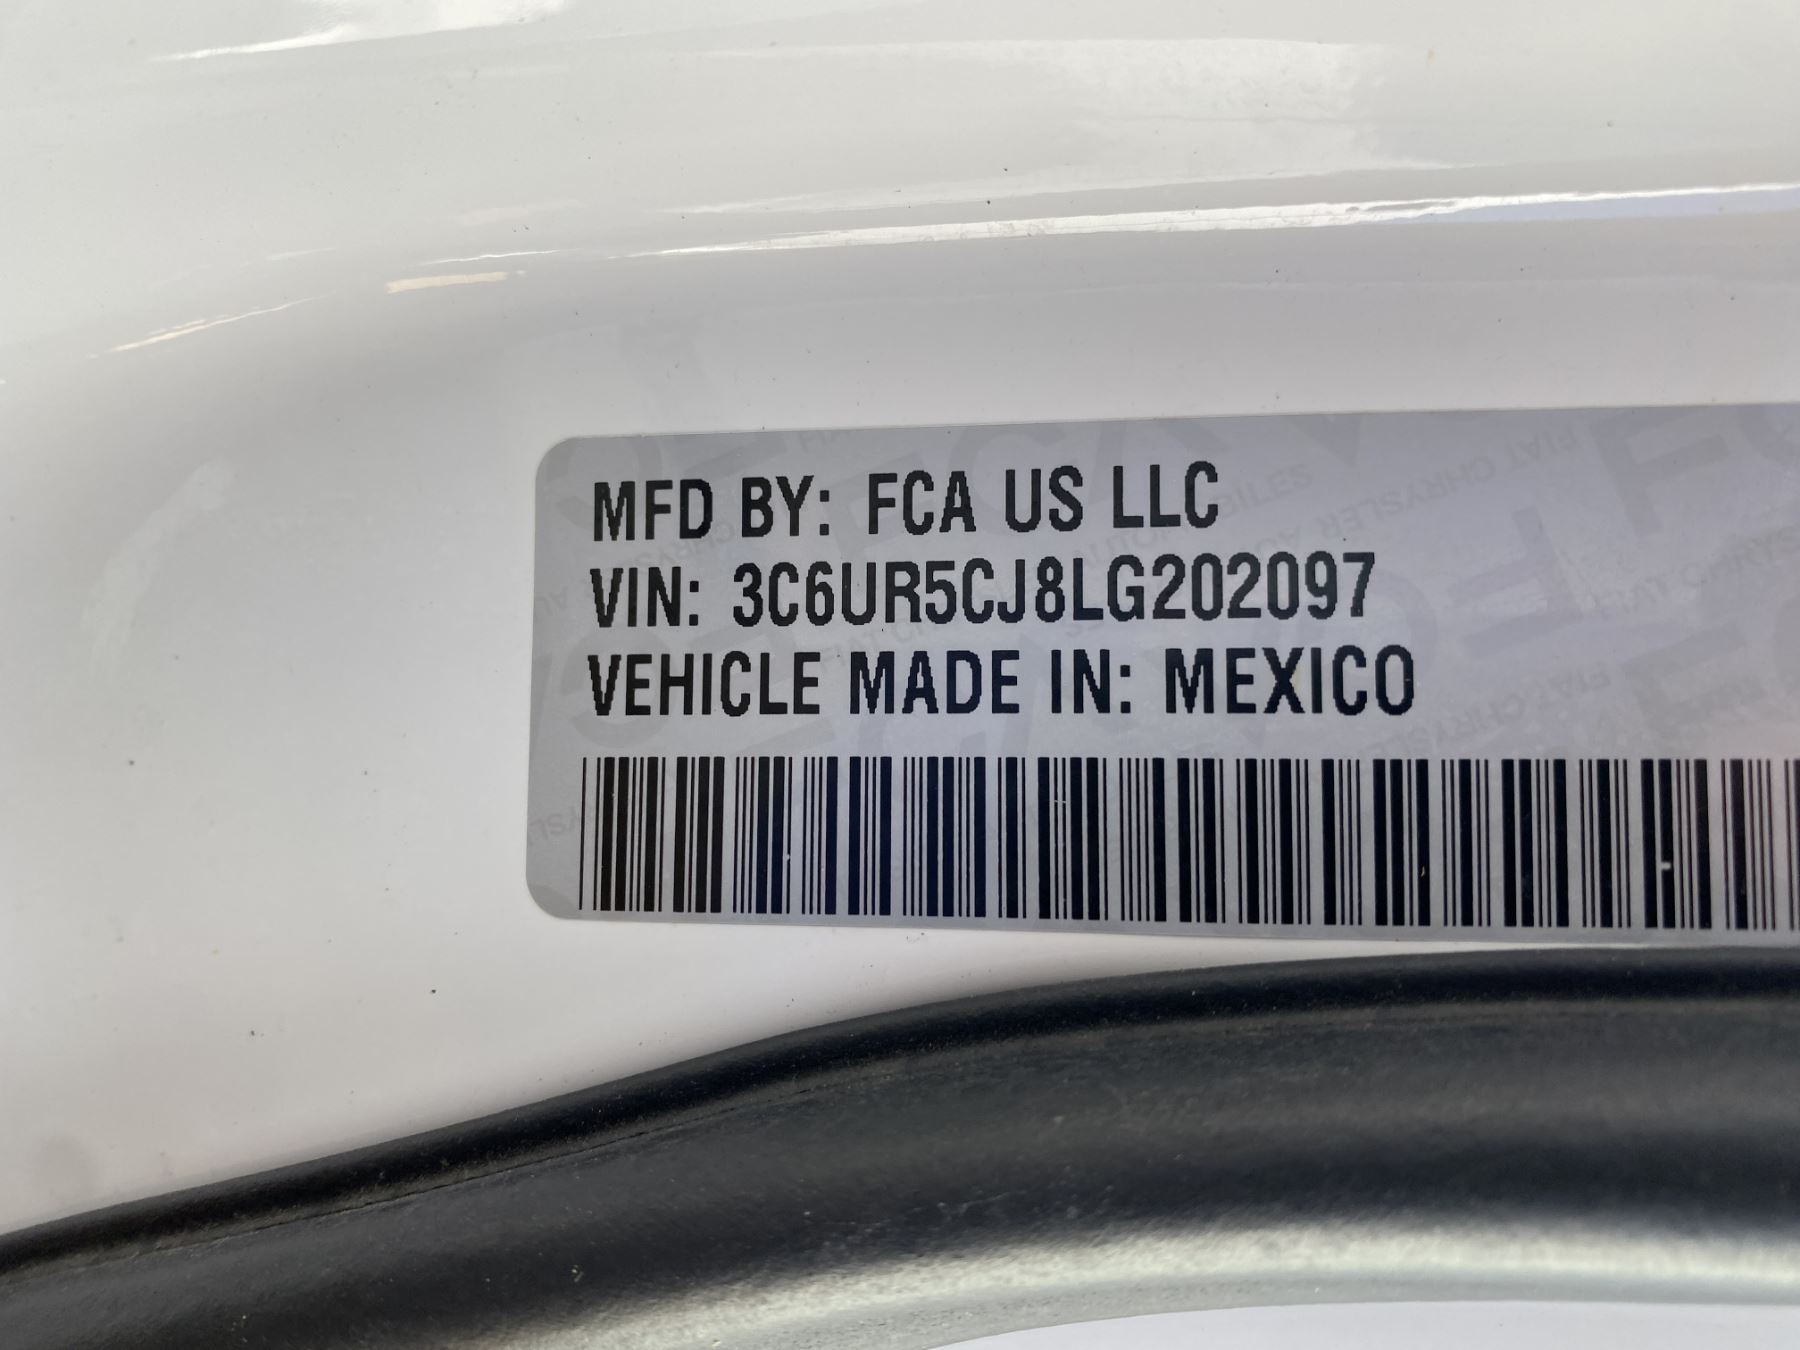 MFD BY: FCA US LLC
VIN: 3C6UR5CJ8LG202097
VEHICLE MADE IN: MEXICO